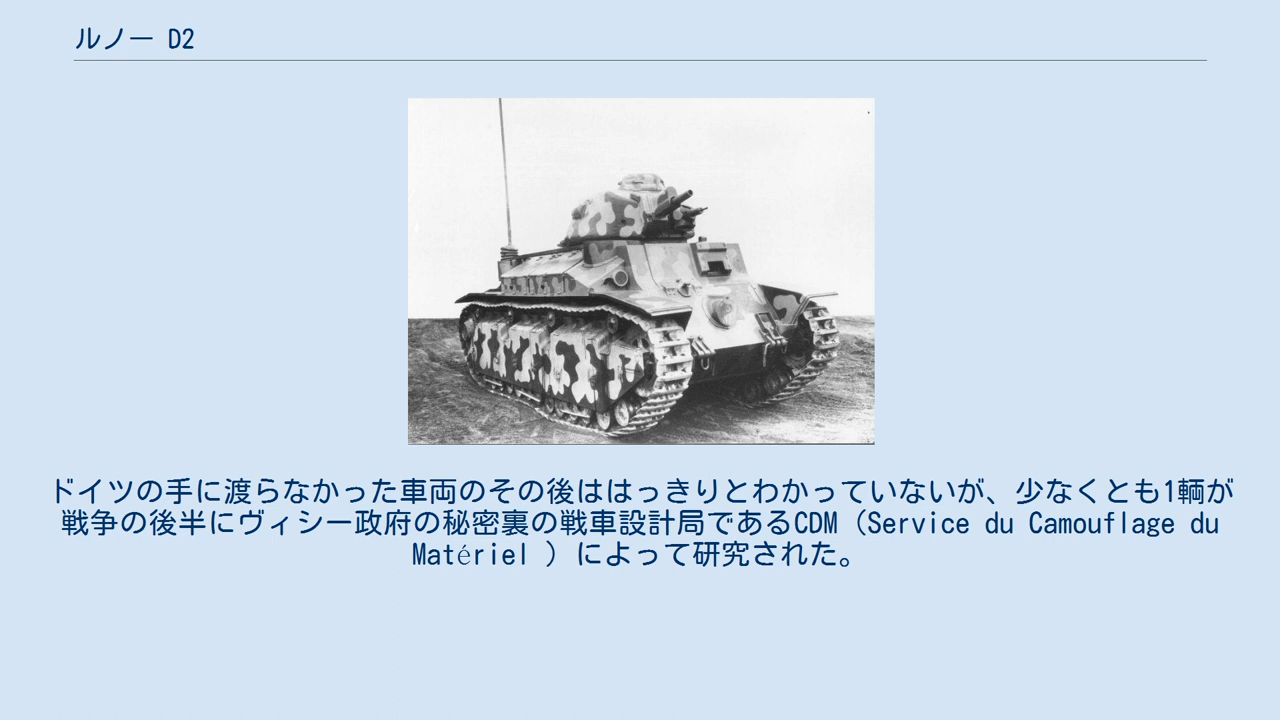 ルノー D2
ドイツの手に渡らなかった車両のその後ははっきりとわかっていないが、少なくとも1輌が
戦争の後半にヴィシー政府の秘密裏の戦車設計局であるCDM（Service du Camouflage du
Matériel ）によって研究された。